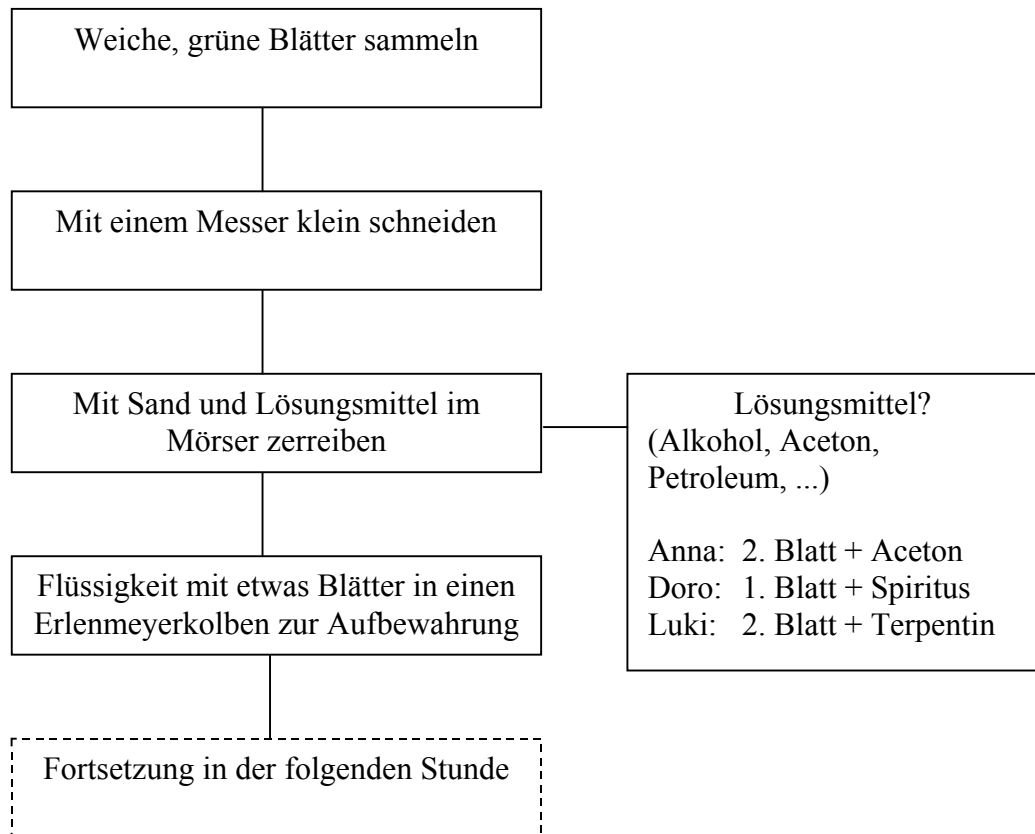 Weiche, grüne Blätter sammeln
Mit einem Messer klein schneiden
Mit Sand und Lösungsmittel im
Mörser zerreiben
Lösungsmittel?
(Alkohol, Aceton,
Petroleum, ...)
Anna: 2. Blatt + Aceton
Doro: 1. Blatt + Spiritus
Luki: 2. Blatt + Terpentin
Flüssigkeit mit etwas Blätter in einen
Erlenmeyerkolben zur Aufbewahrung
Fortsetzung in der folgenden Stunde